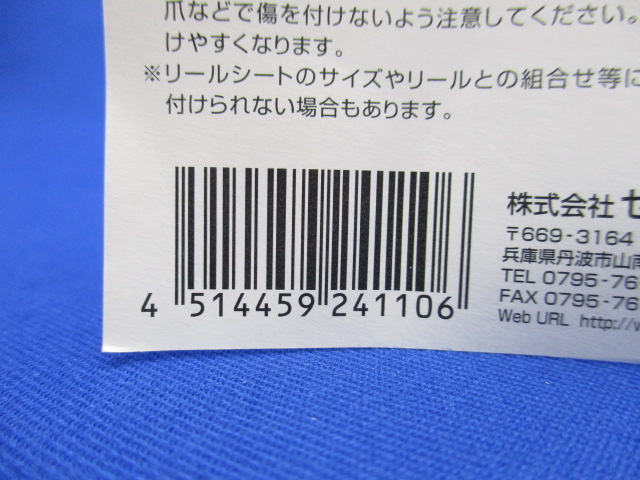 爪などで傷を付けないよう注意してください。
けやすくなります。
※リールシートのサイズやリールとの組合せ等に
付けられない場合もあります。
株式会社
〒669-3164
兵庫県丹波市山南
TEL 0795-76
FAX 0795-76
Web URL http://w
4 514459 241106